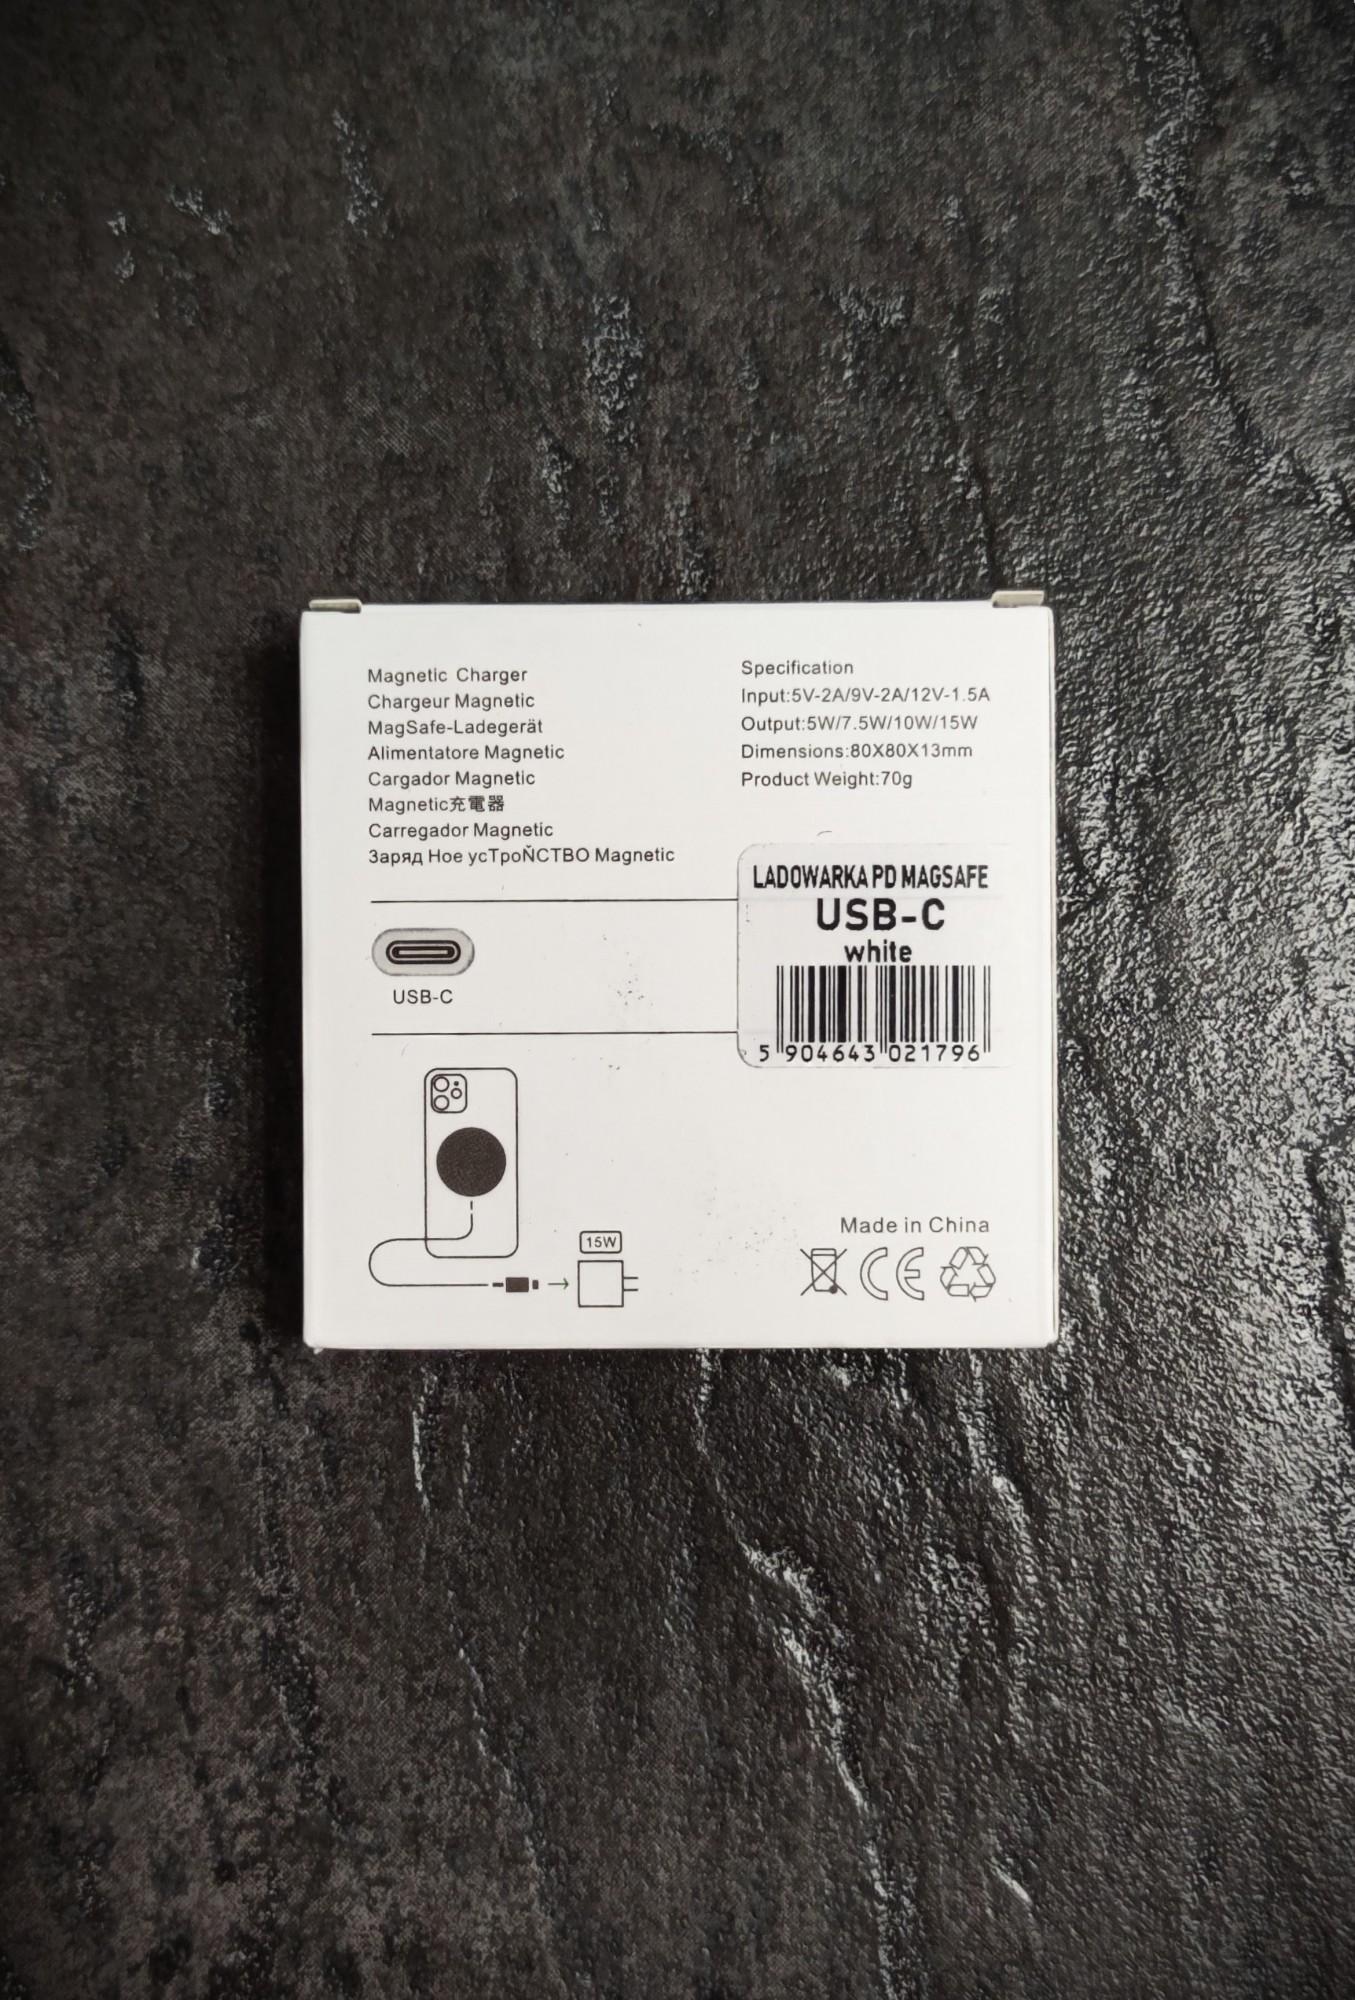 Magnetic Charger
Chargeur Magnetic
MagSafe-Ladegerät
Alimentatore Magnetic
Cargador Magnetic
Magnetic充電器
Carregador Magnetic
Заряд Ное усТроЇСТВО Magnetic
Specification
Input:5V-2A/9V-2A/12V-1.5A
Output:5W/7.5W/10W/15W
Dimensions:80X80X13mm
Product Weight:70g
LADOWARKA PD MAGSAFE
USB-C
white
5 904643 021796
USB-C
15W
Made in China
CE